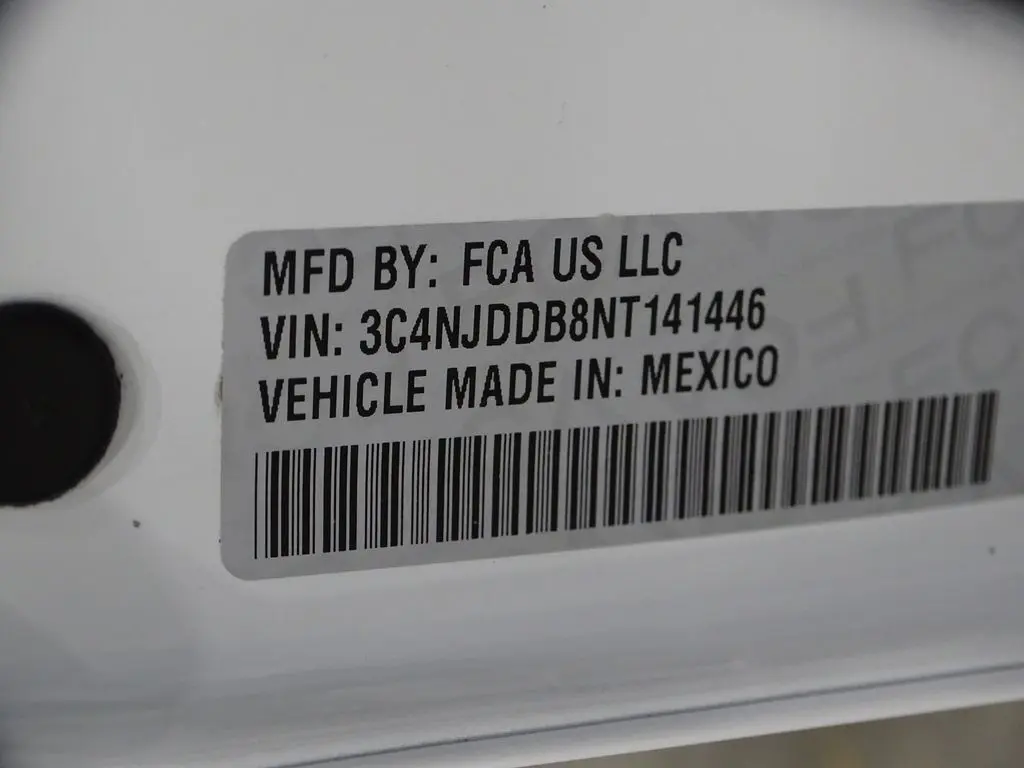 MFD BY: FCA US LLC
VIN: 3C4NJDDB8NT141446
VEHICLE MADE IN: MEXICO